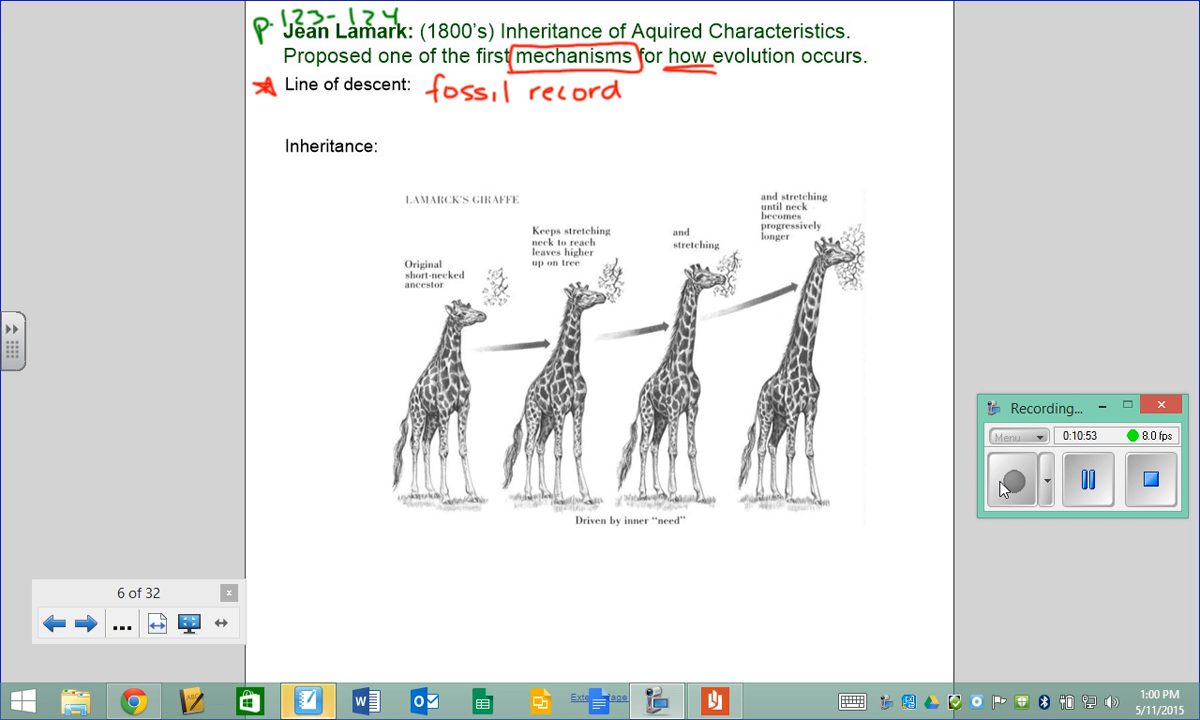 p. 123-124
Jean Lamark: (1800's) Inheritance of Aquired Characteristics.
Proposed one of the first mechanisms for how evolution occurs.
Line of descent: fossil record
Inheritance:
LAMARCK'S GIRAFFE
Original
short-necked
ancestor
Keeps stretching
neck to reach
leaves higher
up on tree
and
stretching
and stretching
until neck
becomes
progressively
longer
Driven by inner "need"
Recording...
Menu 0:10:53 8.0 fps
6 of 32
1:00 PM
5/11/2015